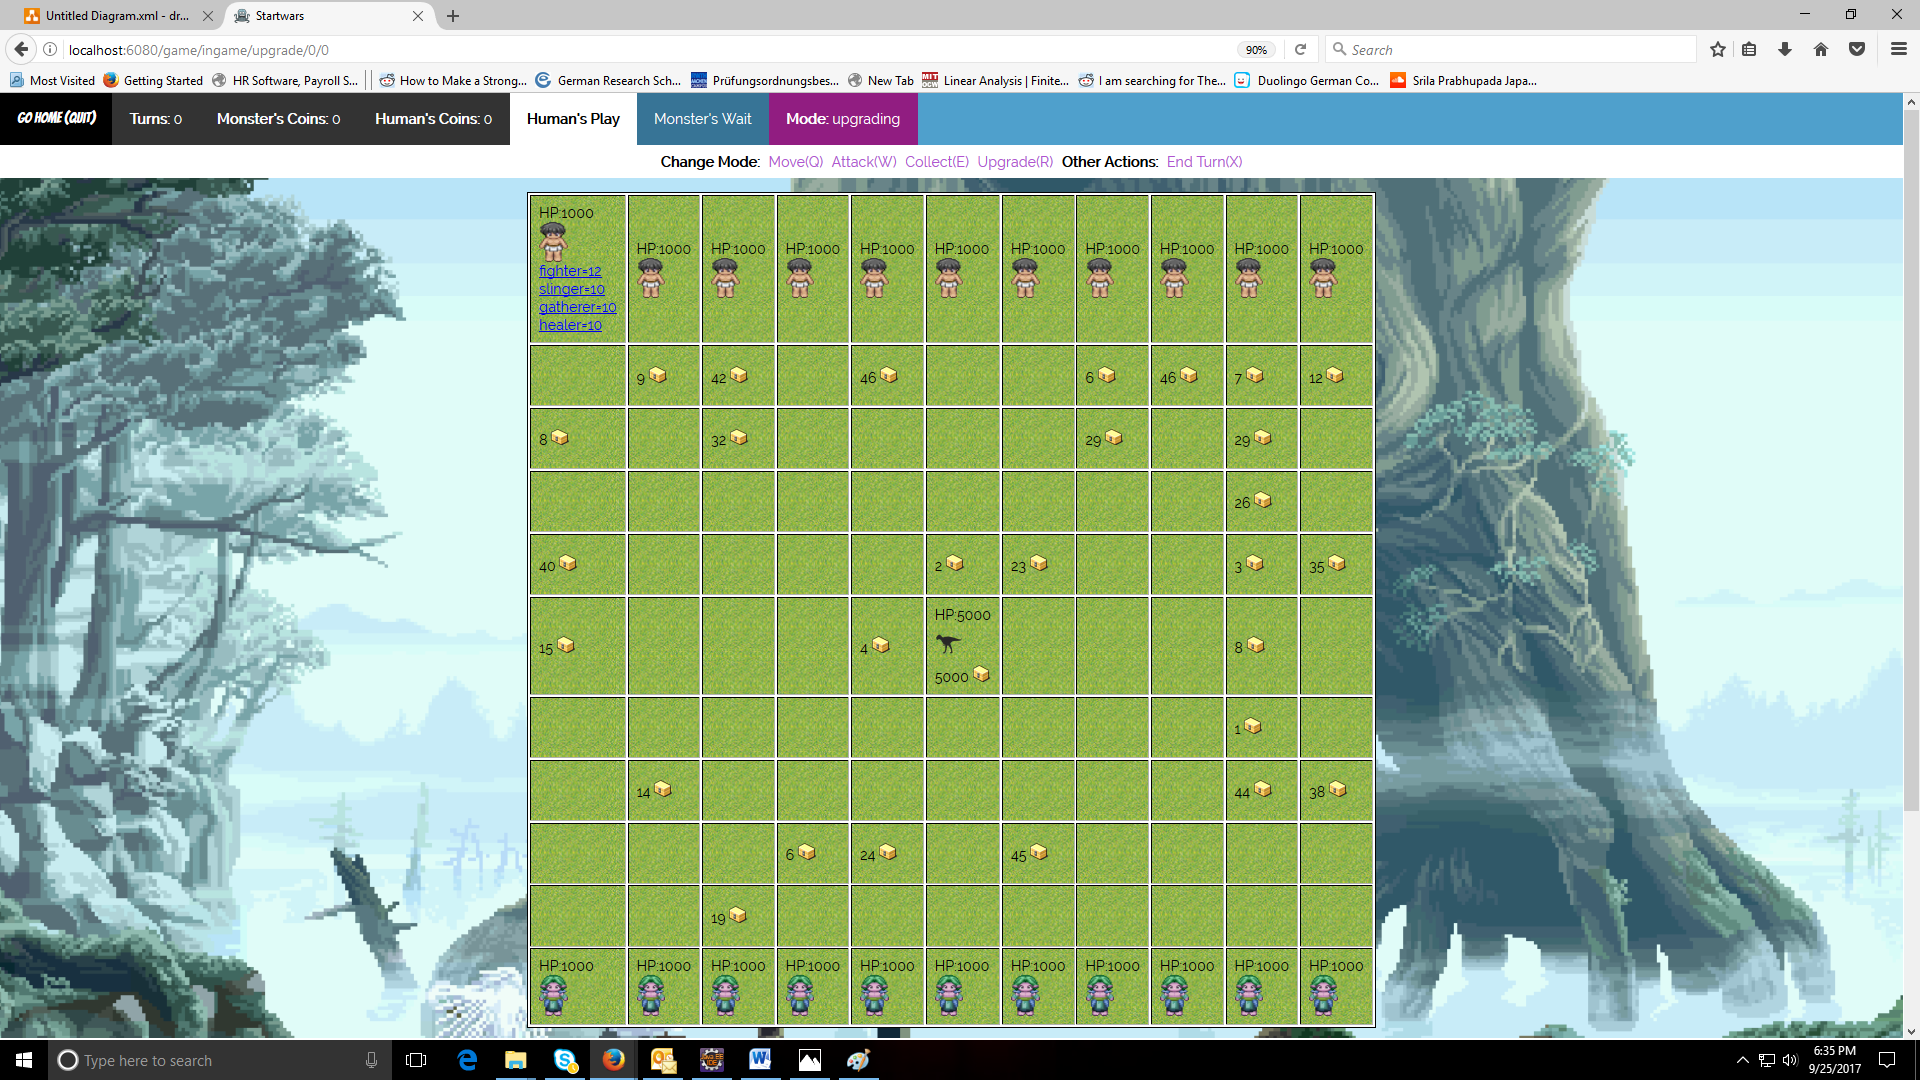 Untitled Diagram.xml - dr...
Startwars
localhost:6080/game/ingame/upgrade/0/0
90%
Search
Most Visited Getting Started HR Software, Payroll S... How to Make a Strong... German Research Sch... Prüfungsordnungsbes... New Tab Linear Analysis | Finite... I am searching for The... Duolingo German Co... Srila Prabhupada Japa...
GO HOME (QUIT) Turns: 0 Monster's Coins: 0 Human's Coins: 0 Human's Play Monster's Wait Mode: upgrading
Change Mode: Move(Q) Attack(W) Collect(E) Upgrade(R) Other Actions: End Turn(X)
HP:1000
fighter=12
slinger=10
gatherer=10
healer=10
HP:1000 HP:1000 HP:1000 HP:1000 HP:1000 HP:1000 HP:1000 HP:1000 HP:1000 HP:1000
9 42 46 6 46 7 12
8 32 29 29
26
40 2 23 3 35
HP:5000
15 4 8
5000
1
14 44 38
6 24 45
19
HP:1000 HP:1000 HP:1000 HP:1000 HP:1000 HP:1000 HP:1000 HP:1000 HP:1000 HP:1000 HP:1000
Type here to search
6:35 PM
9/25/2017